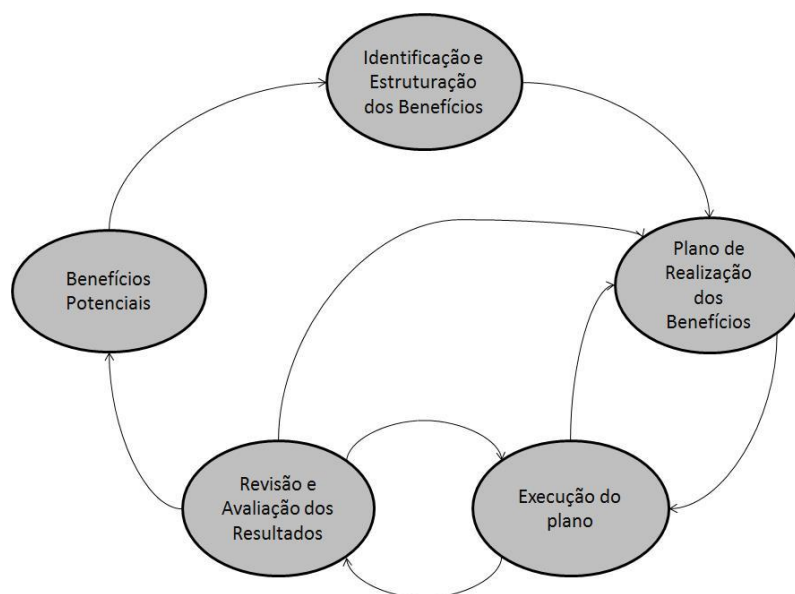 Identificação e
Estruturação
dos Benefícios
Benefícios
Potenciais
Plano de
Realização
dos
Benefícios
Revisão e
Avaliação dos
Resultados
Execução do
plano